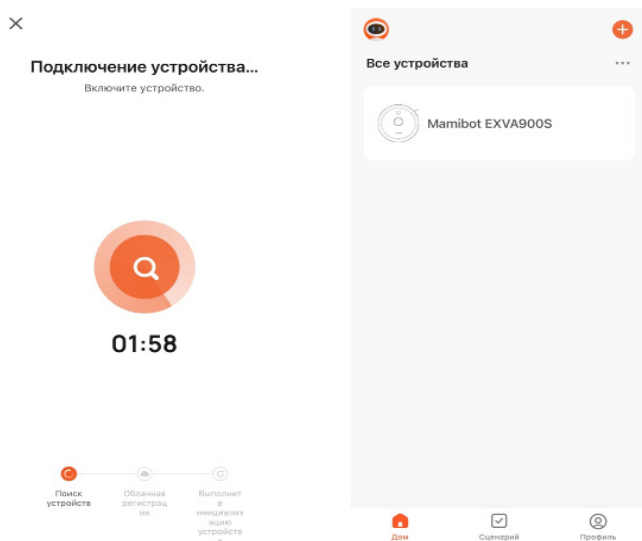 Подключение устройства...
Включите устройство.
01:58
Поиск
устройств
Облачная
регистрац
ия
Выполнит
е
инициализ
ацию
устройств
Все устройства
Mamibot EXVA900S
Дом
Сценарий
Профиль